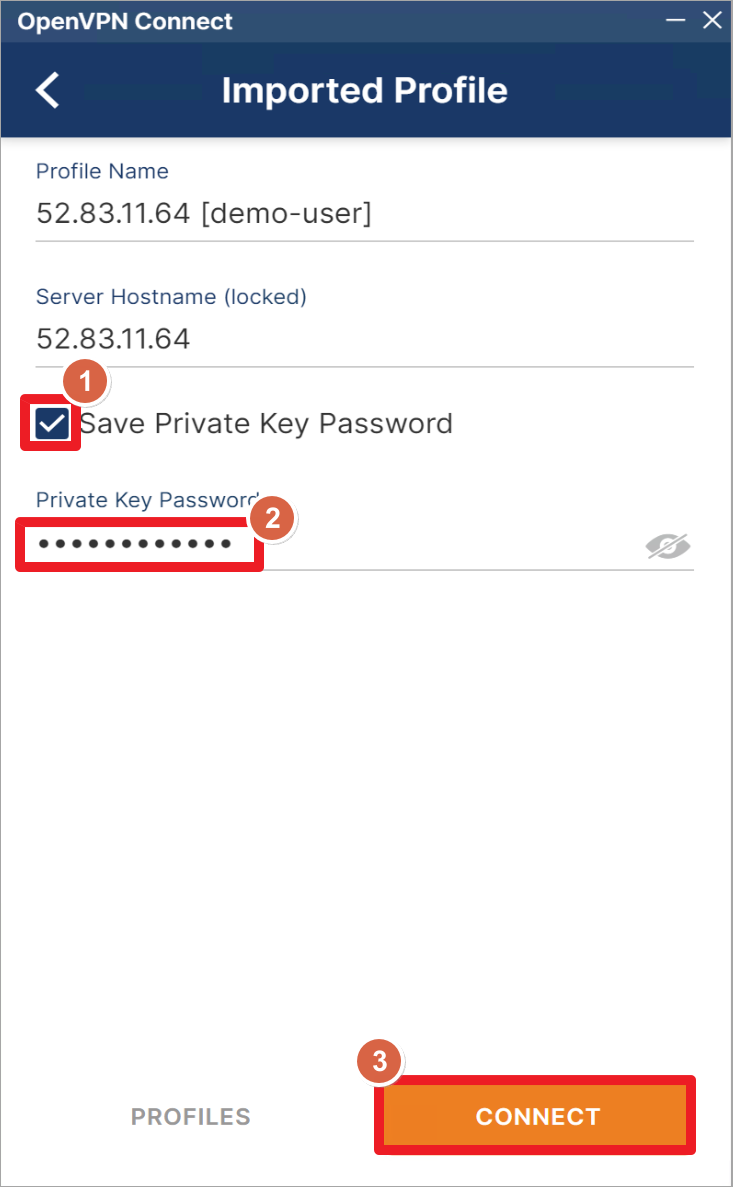 OpenVPN Connect
Imported Profile
Profile Name
52.83.11.64 [demo-user]
Server Hostname (locked)
52.83.11.64
1
Save Private Key Password
Private Key Password
2
••••••••••••
3
PROFILES
CONNECT